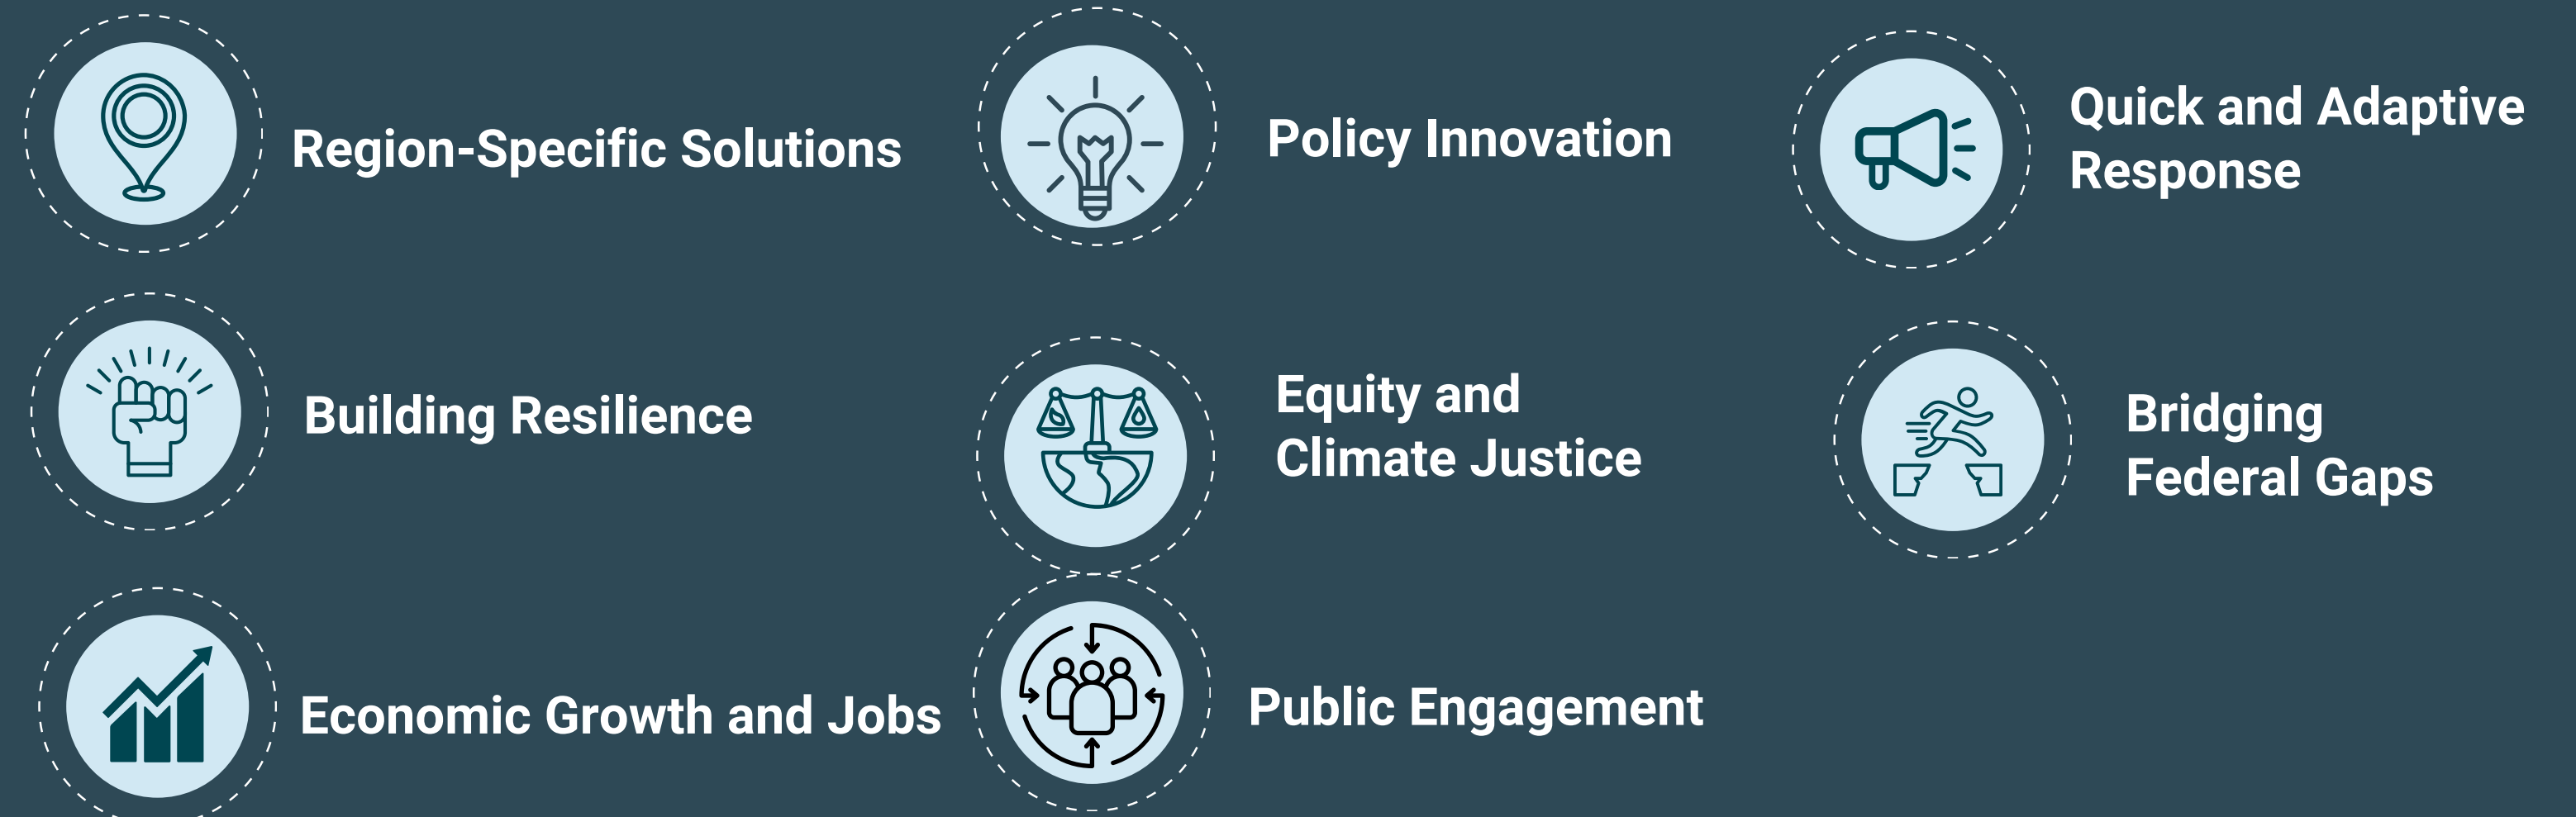 Region-Specific Solutions
Policy Innovation
Quick and Adaptive
Response
Building Resilience
Equity and
Climate Justice
Bridging
Federal Gaps
Economic Growth and Jobs
Public Engagement